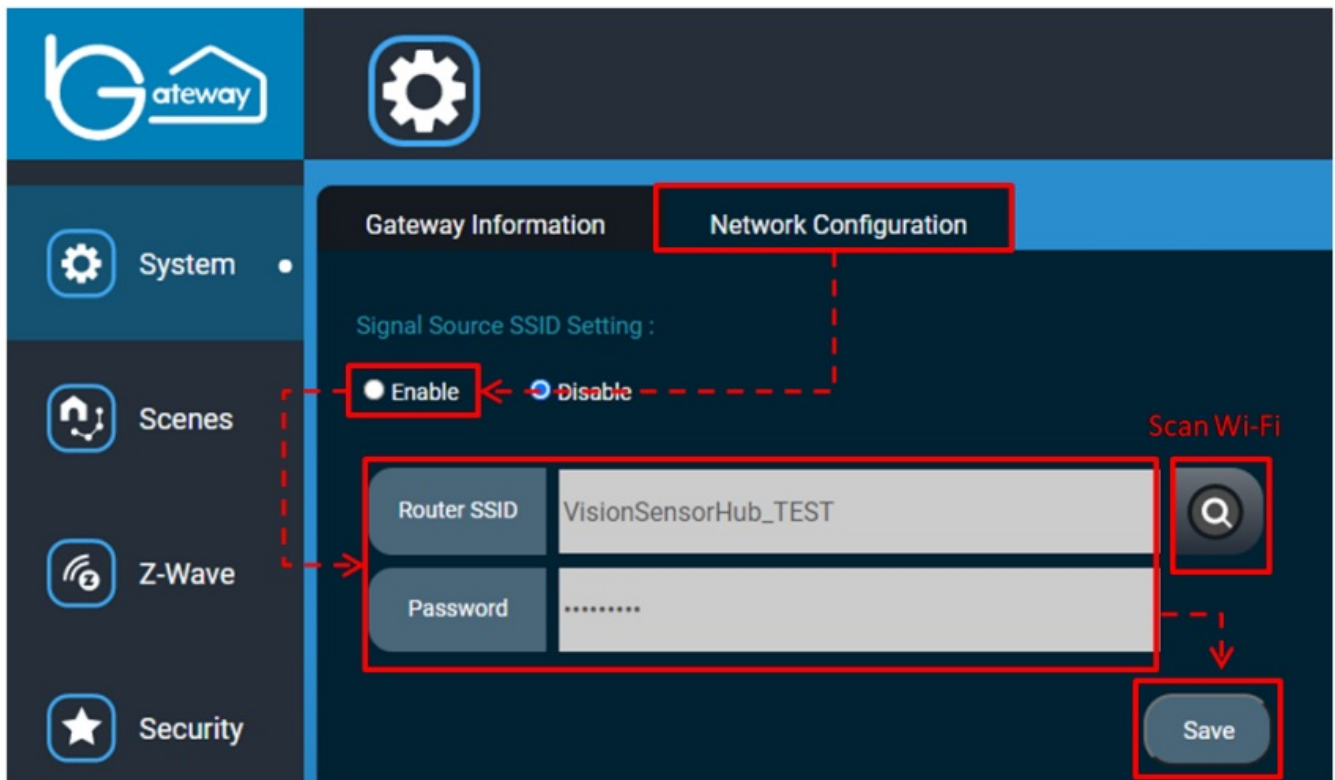 Gateway
Gateway Information
Network Configuration
System
Signal Source SSID Setting :
Enable
Disable
Scenes
Scan Wi-Fi
Router SSID
VisionSensorHub_TEST
Z-Wave
Password
•••••••••
Security
Save